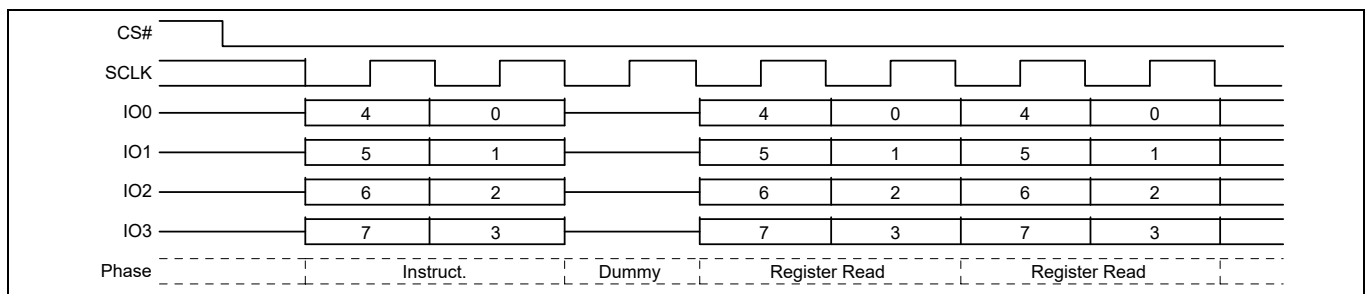 CS#
SCLK
IO0 4 0 4 0 4 0
IO1 5 1 5 1 5 1
IO2 6 2 6 2 6 2
IO3 7 3 7 3 7 3
Phase Instruct. Dummy Register Read Register Read